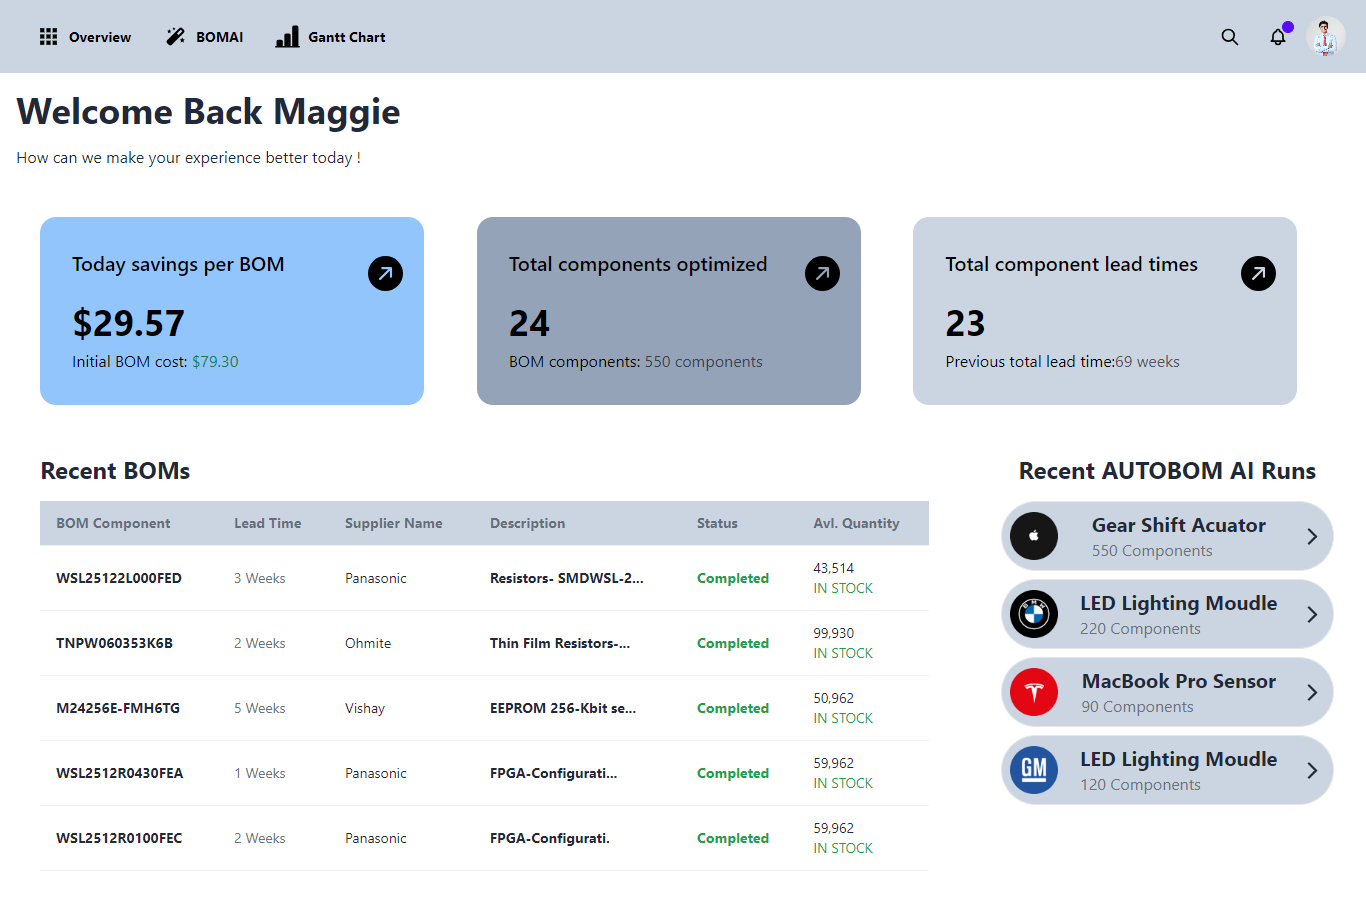 Overview BOMAI Gantt Chart
Welcome Back Maggie
How can we make your experience better today !
Today savings per BOM
$29.57
Initial BOM cost: $79.30
Total components optimized
24
BOM components: 550 components
Total component lead times
23
Previous total lead time:69 weeks
Recent BOMs
BOM Component Lead Time Supplier Name Description Status Avl. Quantity
WSL25122L000FED 3 Weeks Panasonic Resistors- SMDWSL-2... Completed 43,514
IN STOCK
TNPW060353K6B 2 Weeks Ohmite Thin Film Resistors-... Completed 99,930
IN STOCK
M24256E-FMH6TG 5 Weeks Vishay EEPROM 256-Kbit se... Completed 50,962
IN STOCK
WSL2512R0430FEA 1 Weeks Panasonic FPGA-Configurati... Completed 59,962
IN STOCK
WSL2512R0100FEC 2 Weeks Panasonic FPGA-Configurati. Completed 59,962
IN STOCK
Recent AUTOBOM AI Runs
Gear Shift Acuator
550 Components
BMW
LED Lighting Moudle
220 Components
MacBook Pro Sensor
90 Components
GM
LED Lighting Moudle
120 Components